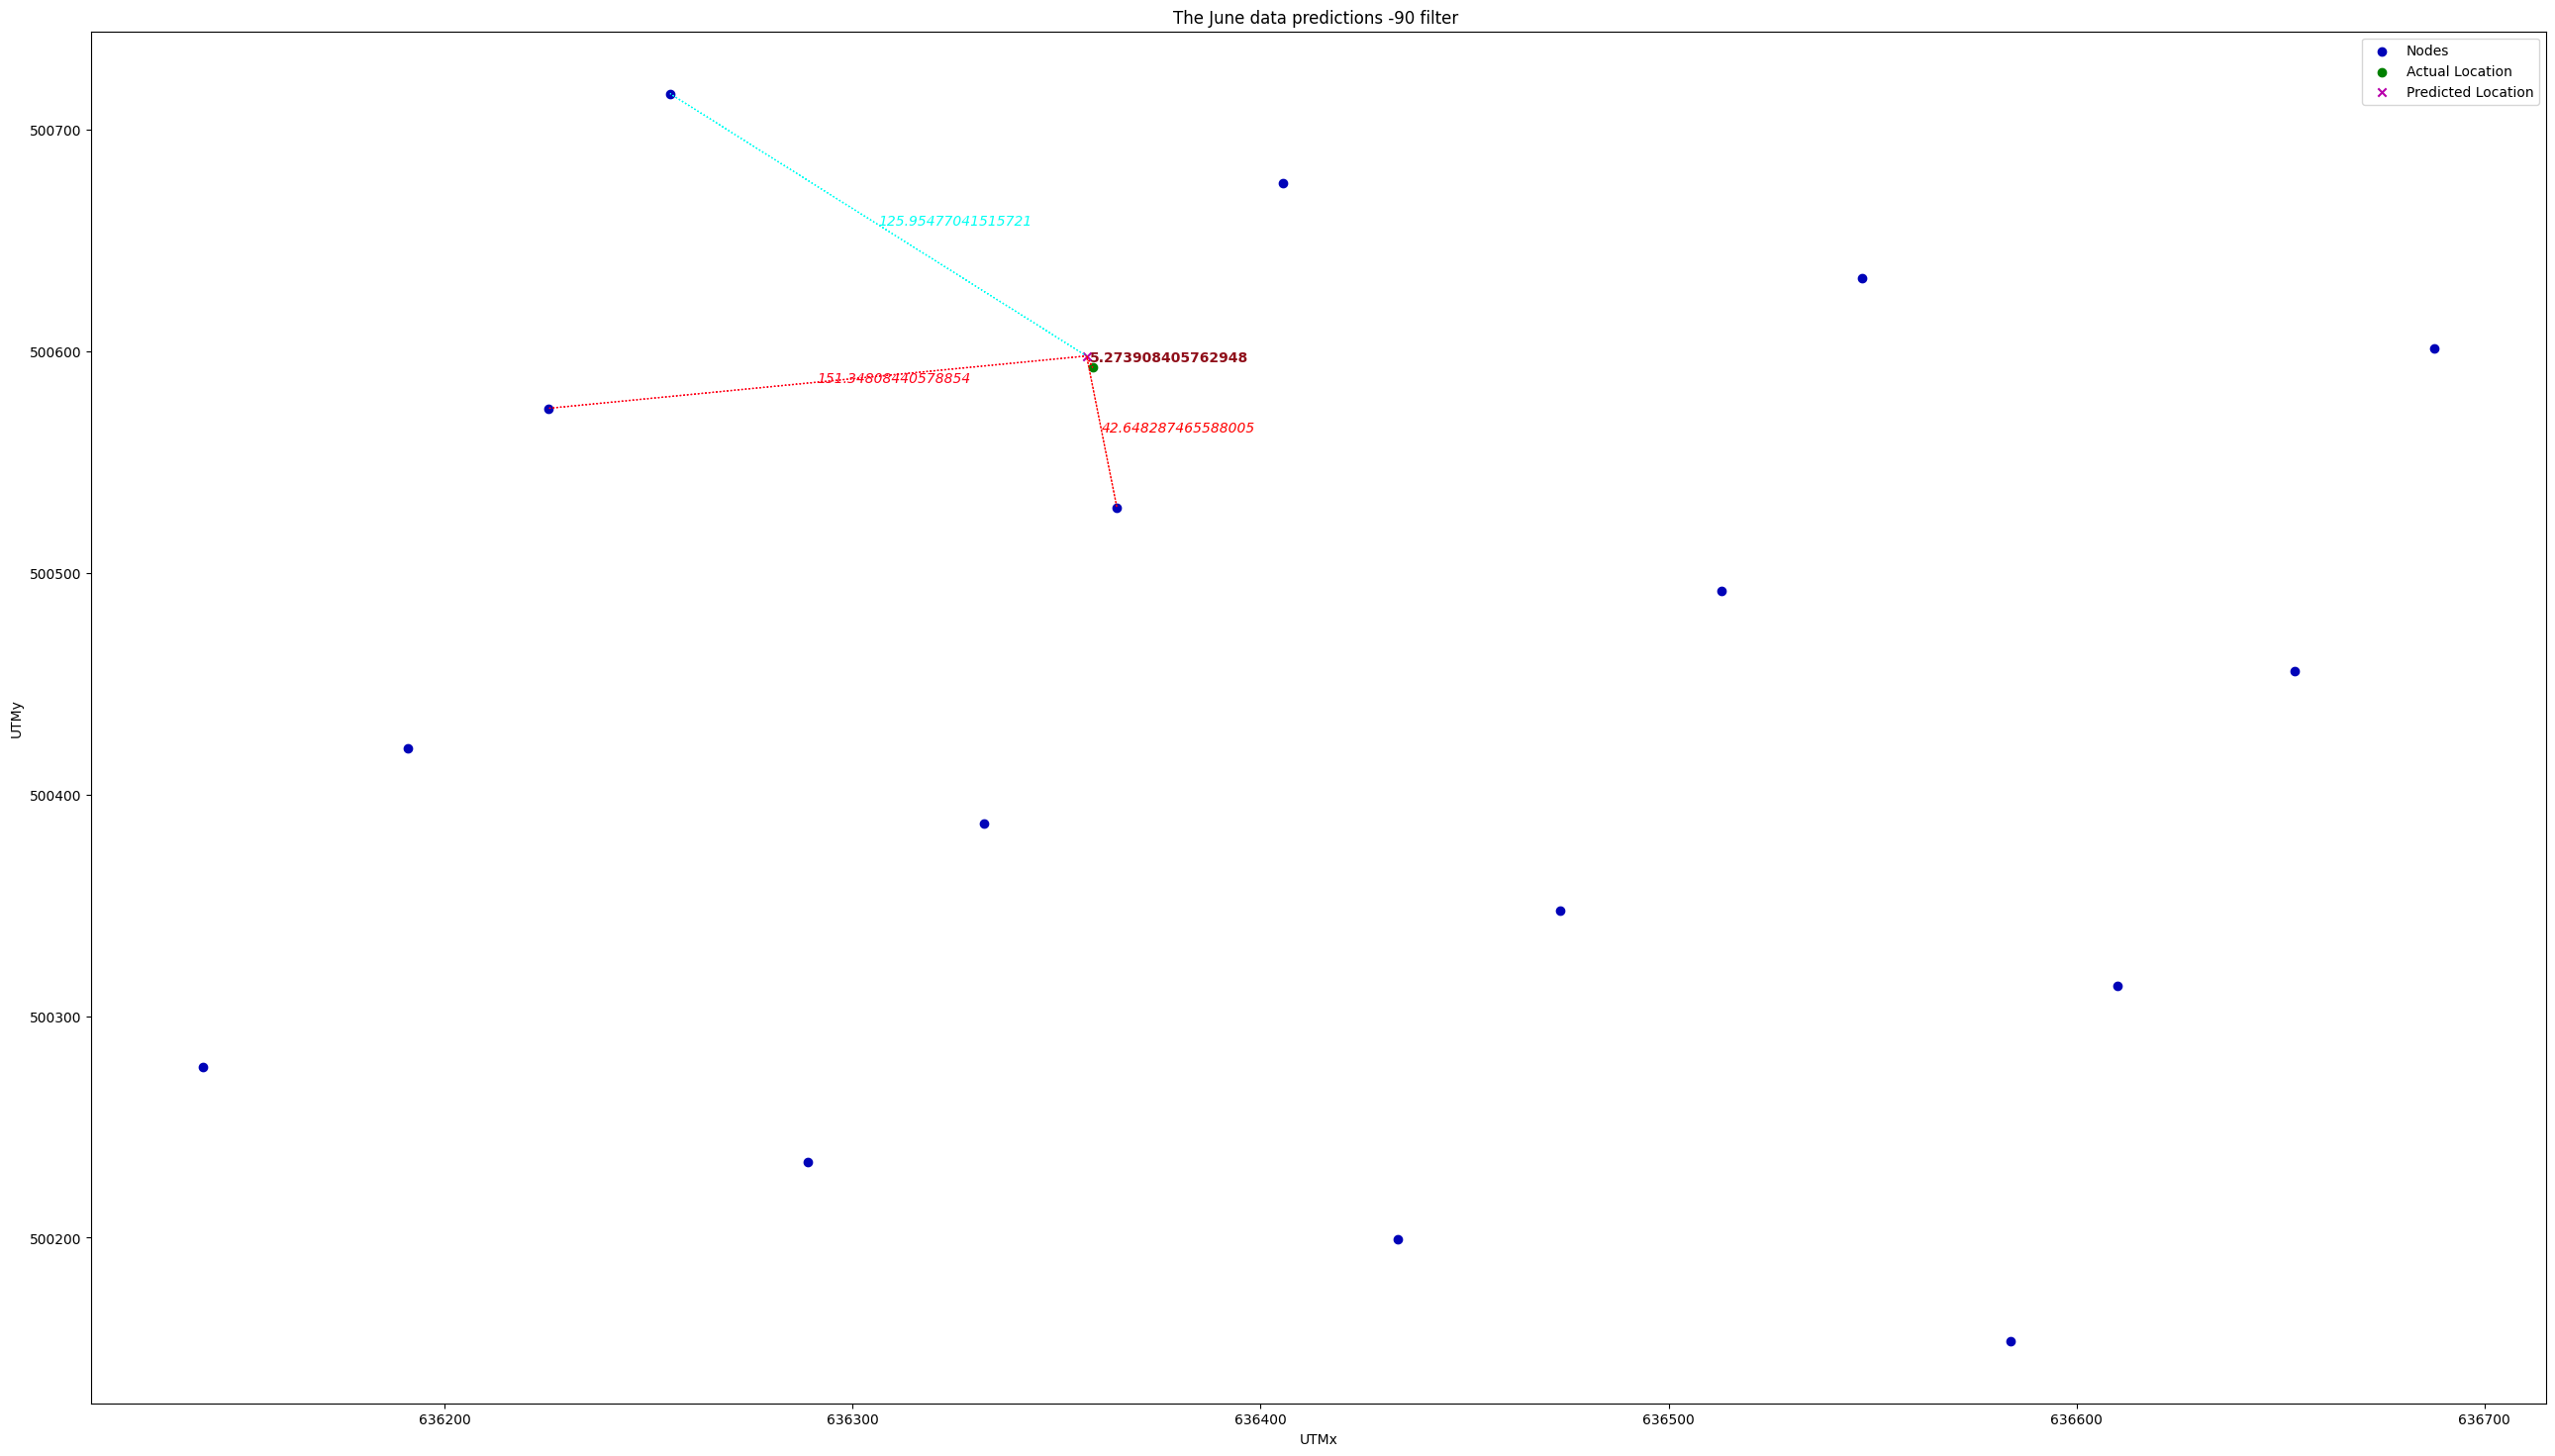 The June data predictions -90 filter
Nodes
Actual Location
Predicted Location
500700
500600
500500
500400
500300
500200
UTMy
125.95477041515721
5.273908405762948
151.34808440578854
42.648287465588005
636200
636300
636400
636500
636600
636700
UTMx